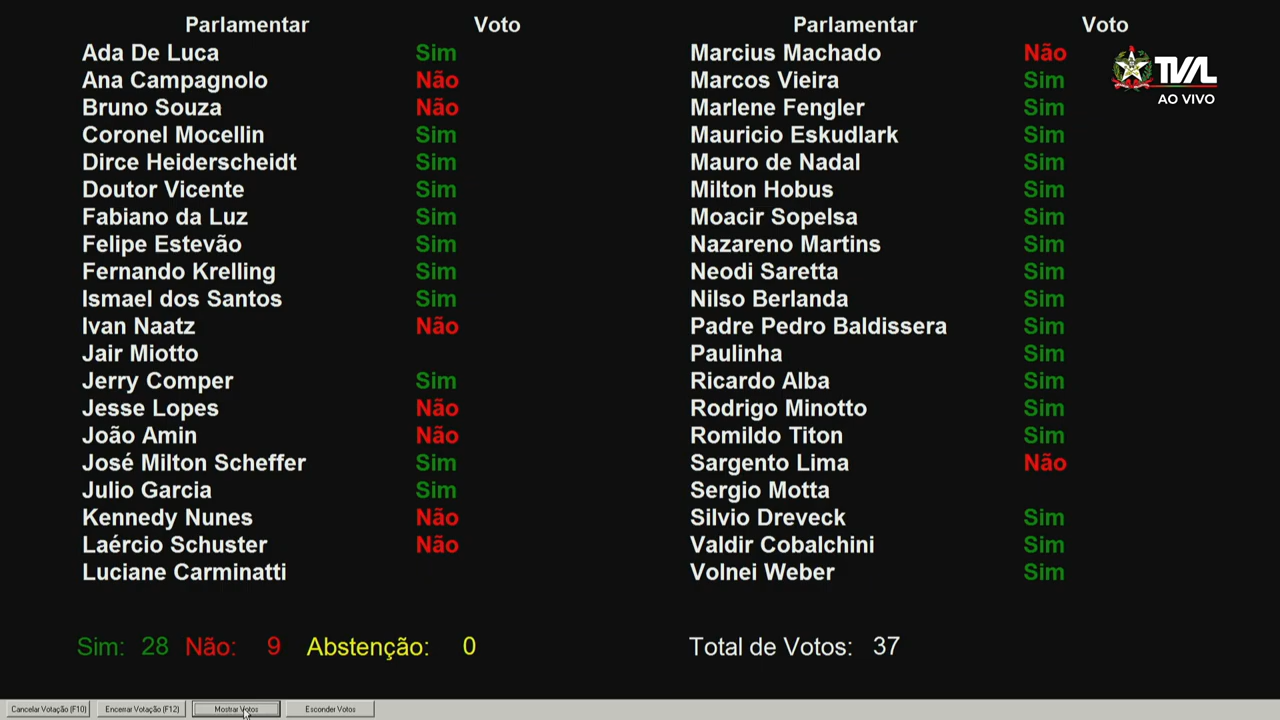 Parlamentar Voto
Ada De Luca Sim
Ana Campagnolo Não
Bruno Souza Não
Coronel Mocellin Sim
Dirce Heiderscheidt Sim
Doutor Vicente Sim
Fabiano da Luz Sim
Felipe Estevão Sim
Fernando Krelling Sim
Ismael dos Santos Sim
Ivan Naatz Não
Jair Miotto
Jerry Comper Sim
Jesse Lopes Não
João Amin Não
José Milton Scheffer Sim
Julio Garcia Sim
Kennedy Nunes Não
Laércio Schuster Não
Luciane Carminatti
Parlamentar Voto
Marcius Machado Não
Marcos Vieira Sim
Marlene Fengler Sim
Mauricio Eskudlark Sim
Mauro de Nadal Sim
Milton Hobus Sim
Moacir Sopelsa Sim
Nazareno Martins Sim
Neodi Saretta Sim
Nilso Berlanda Sim
Padre Pedro Baldissera Sim
Paulinha Sim
Ricardo Alba Sim
Rodrigo Minotto Sim
Romildo Titon Sim
Sargento Lima Não
Sergio Motta
Silvio Dreveck Sim
Valdir Cobalchini Sim
Volnei Weber Sim
TVAL
AO VIVO
Sim: 28 Não: 9 Abstenção: 0 Total de Votos: 37
Cancelar Votação (F10) Encerrar Votação (F12) Mostrar Votos Esconder Votos